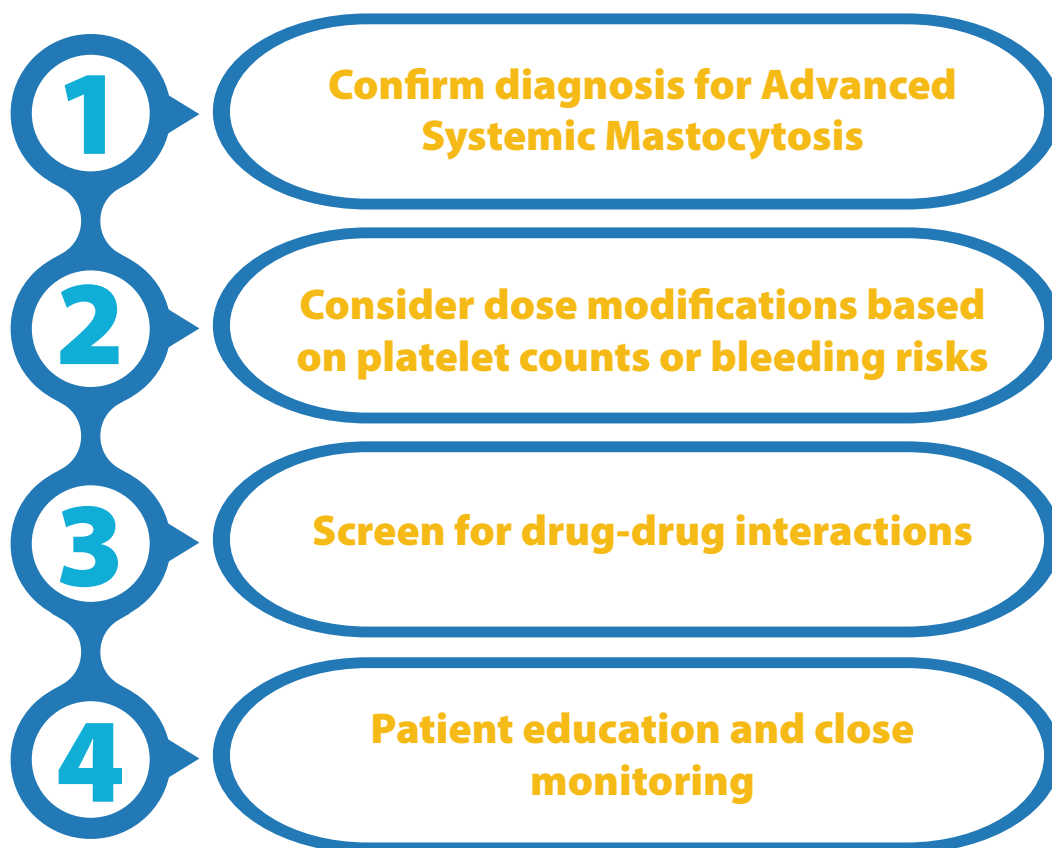 1
Confirm diagnosis for Advanced
Systemic Mastocytosis
2
Consider dose modifications based
on platelet counts or bleeding risks
3
Screen for drug-drug interactions
4
Patient education and close
monitoring